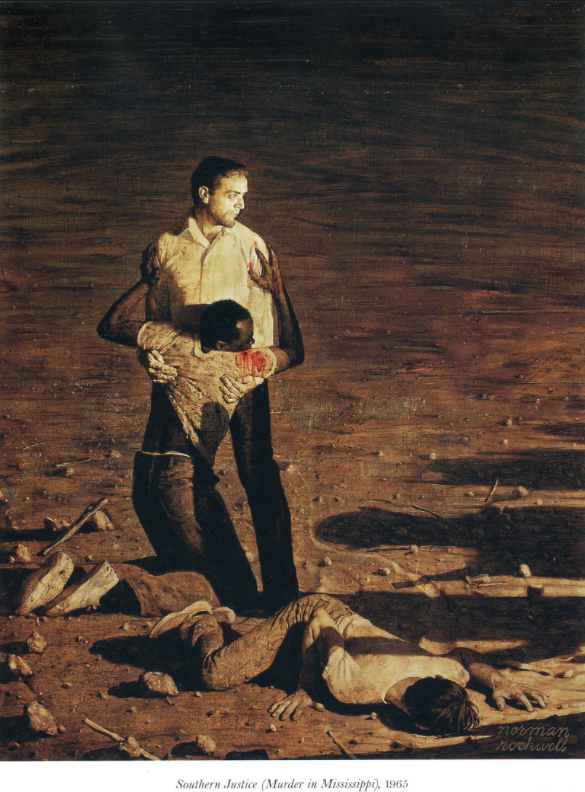 norman
rockwell
Southern Justice (Murder in Mississippi), 1965